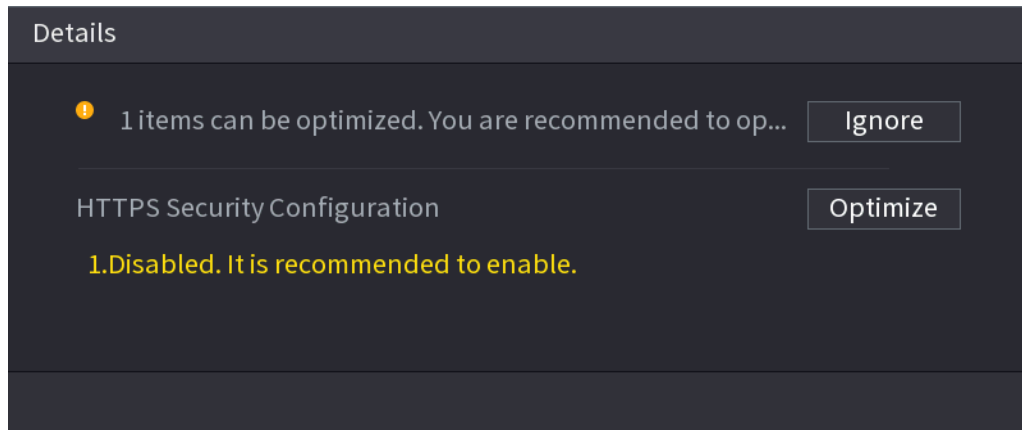 Details
1 items can be optimized. You are recommended to op... Ignore
HTTPS Security Configuration Optimize
1.Disabled. It is recommended to enable.